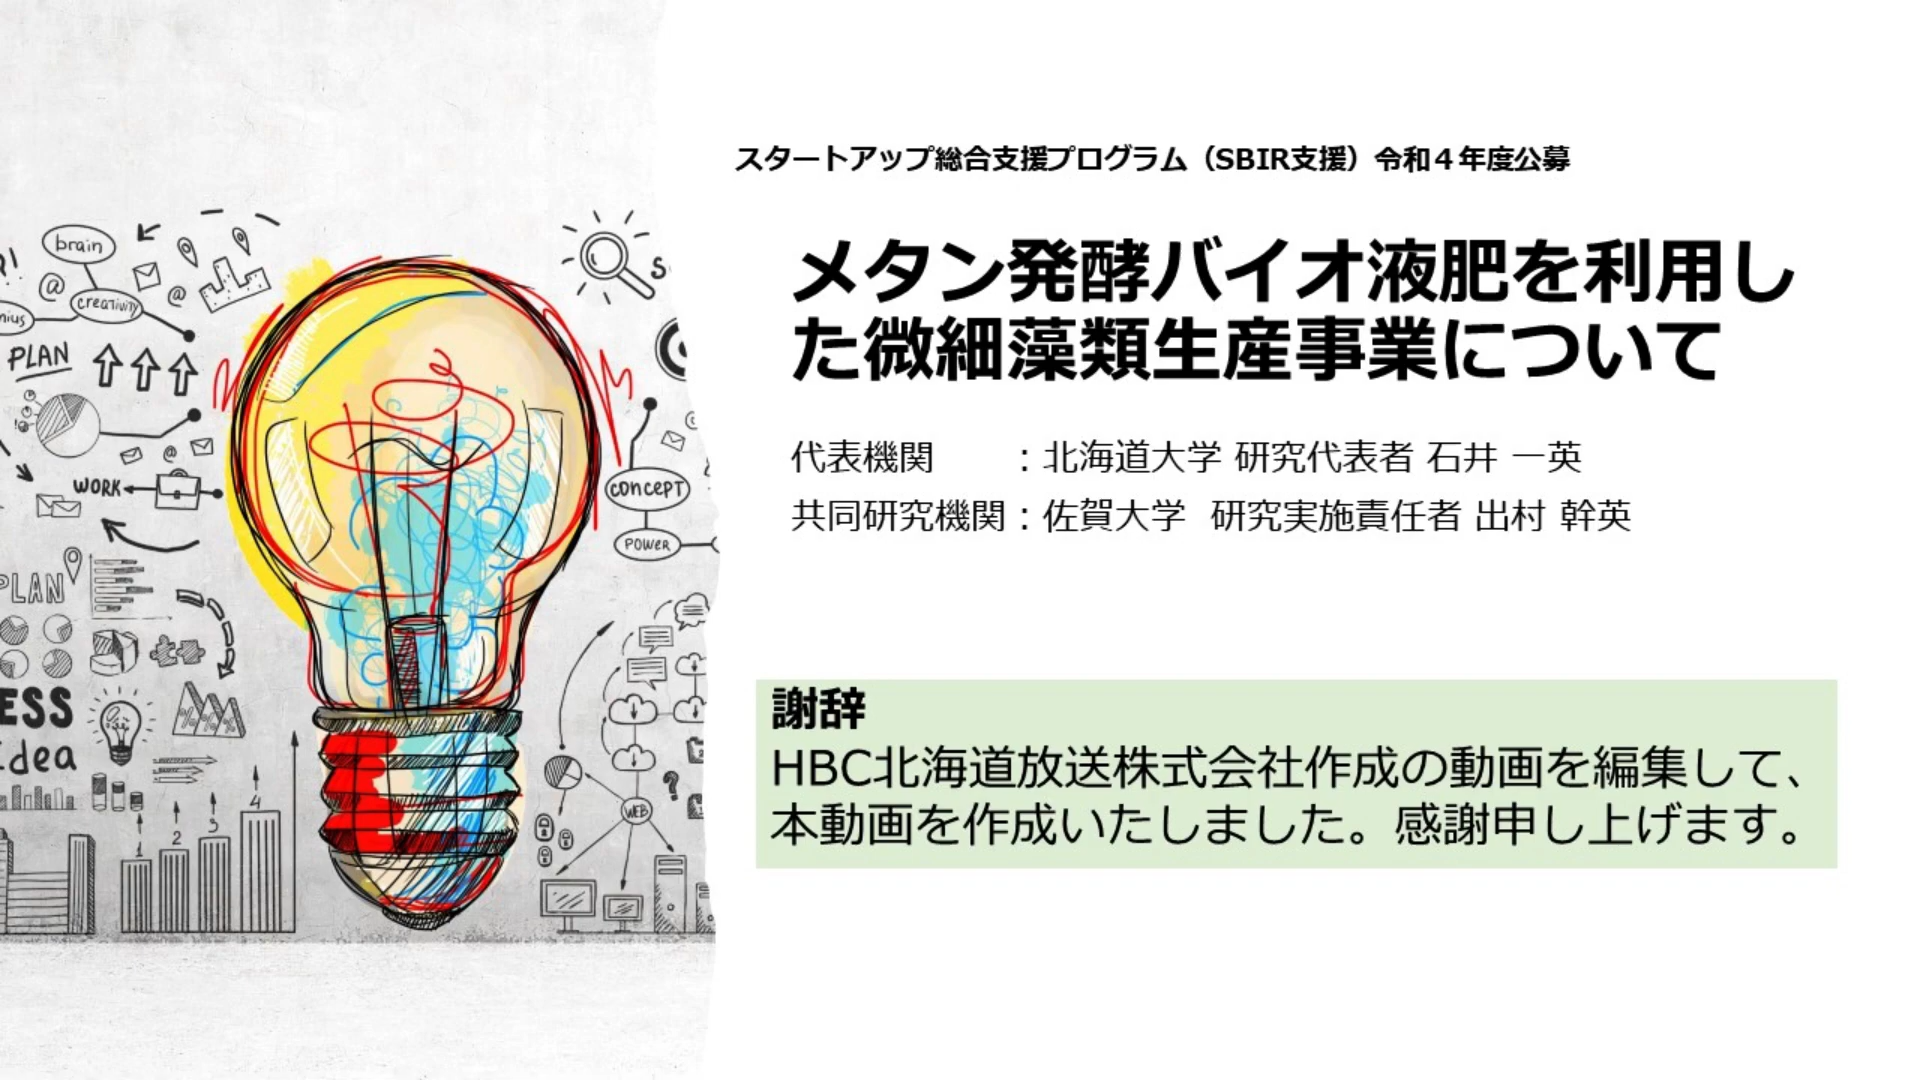 スタートアップ総合支援プログラム（SBIR支援）令和４年度公募
メタン発酵バイオ液肥を利用し
た微細藻類生産事業について
代表機関　　：北海道大学 研究代表者 石井 一英
共同研究機関：佐賀大学 研究実施責任者 出村 幹英
謝辞
HBC北海道放送株式会社作成の動画を編集して、
本動画を作成いたしました。感謝申し上げます。
brain
@
creativity
@
nius
PLAN
@
WORK
CONCEPT
POWER
PLAN
ESS
Idea
WEB
?
1
2
3
4